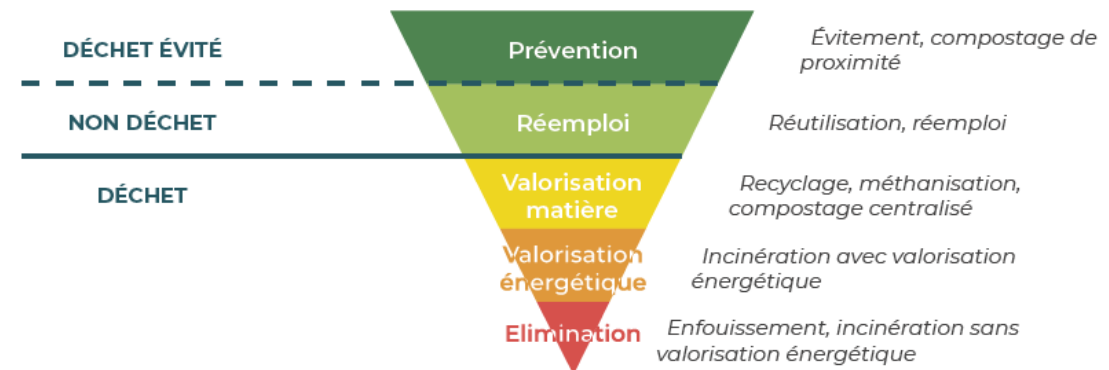 DÉCHET ÉVITÉ
Prévention
Évitement, compostage de
proximité
NON DÉCHET
Réemploi
Réutilisation, réemploi
DÉCHET
Valorisation
matière
Recyclage, méthanisation,
compostage centralisé
Valorisation
énergétique
Incinération avec valorisation
énergétique
Elimination
Enfouissement, incinération sans
valorisation énergétique